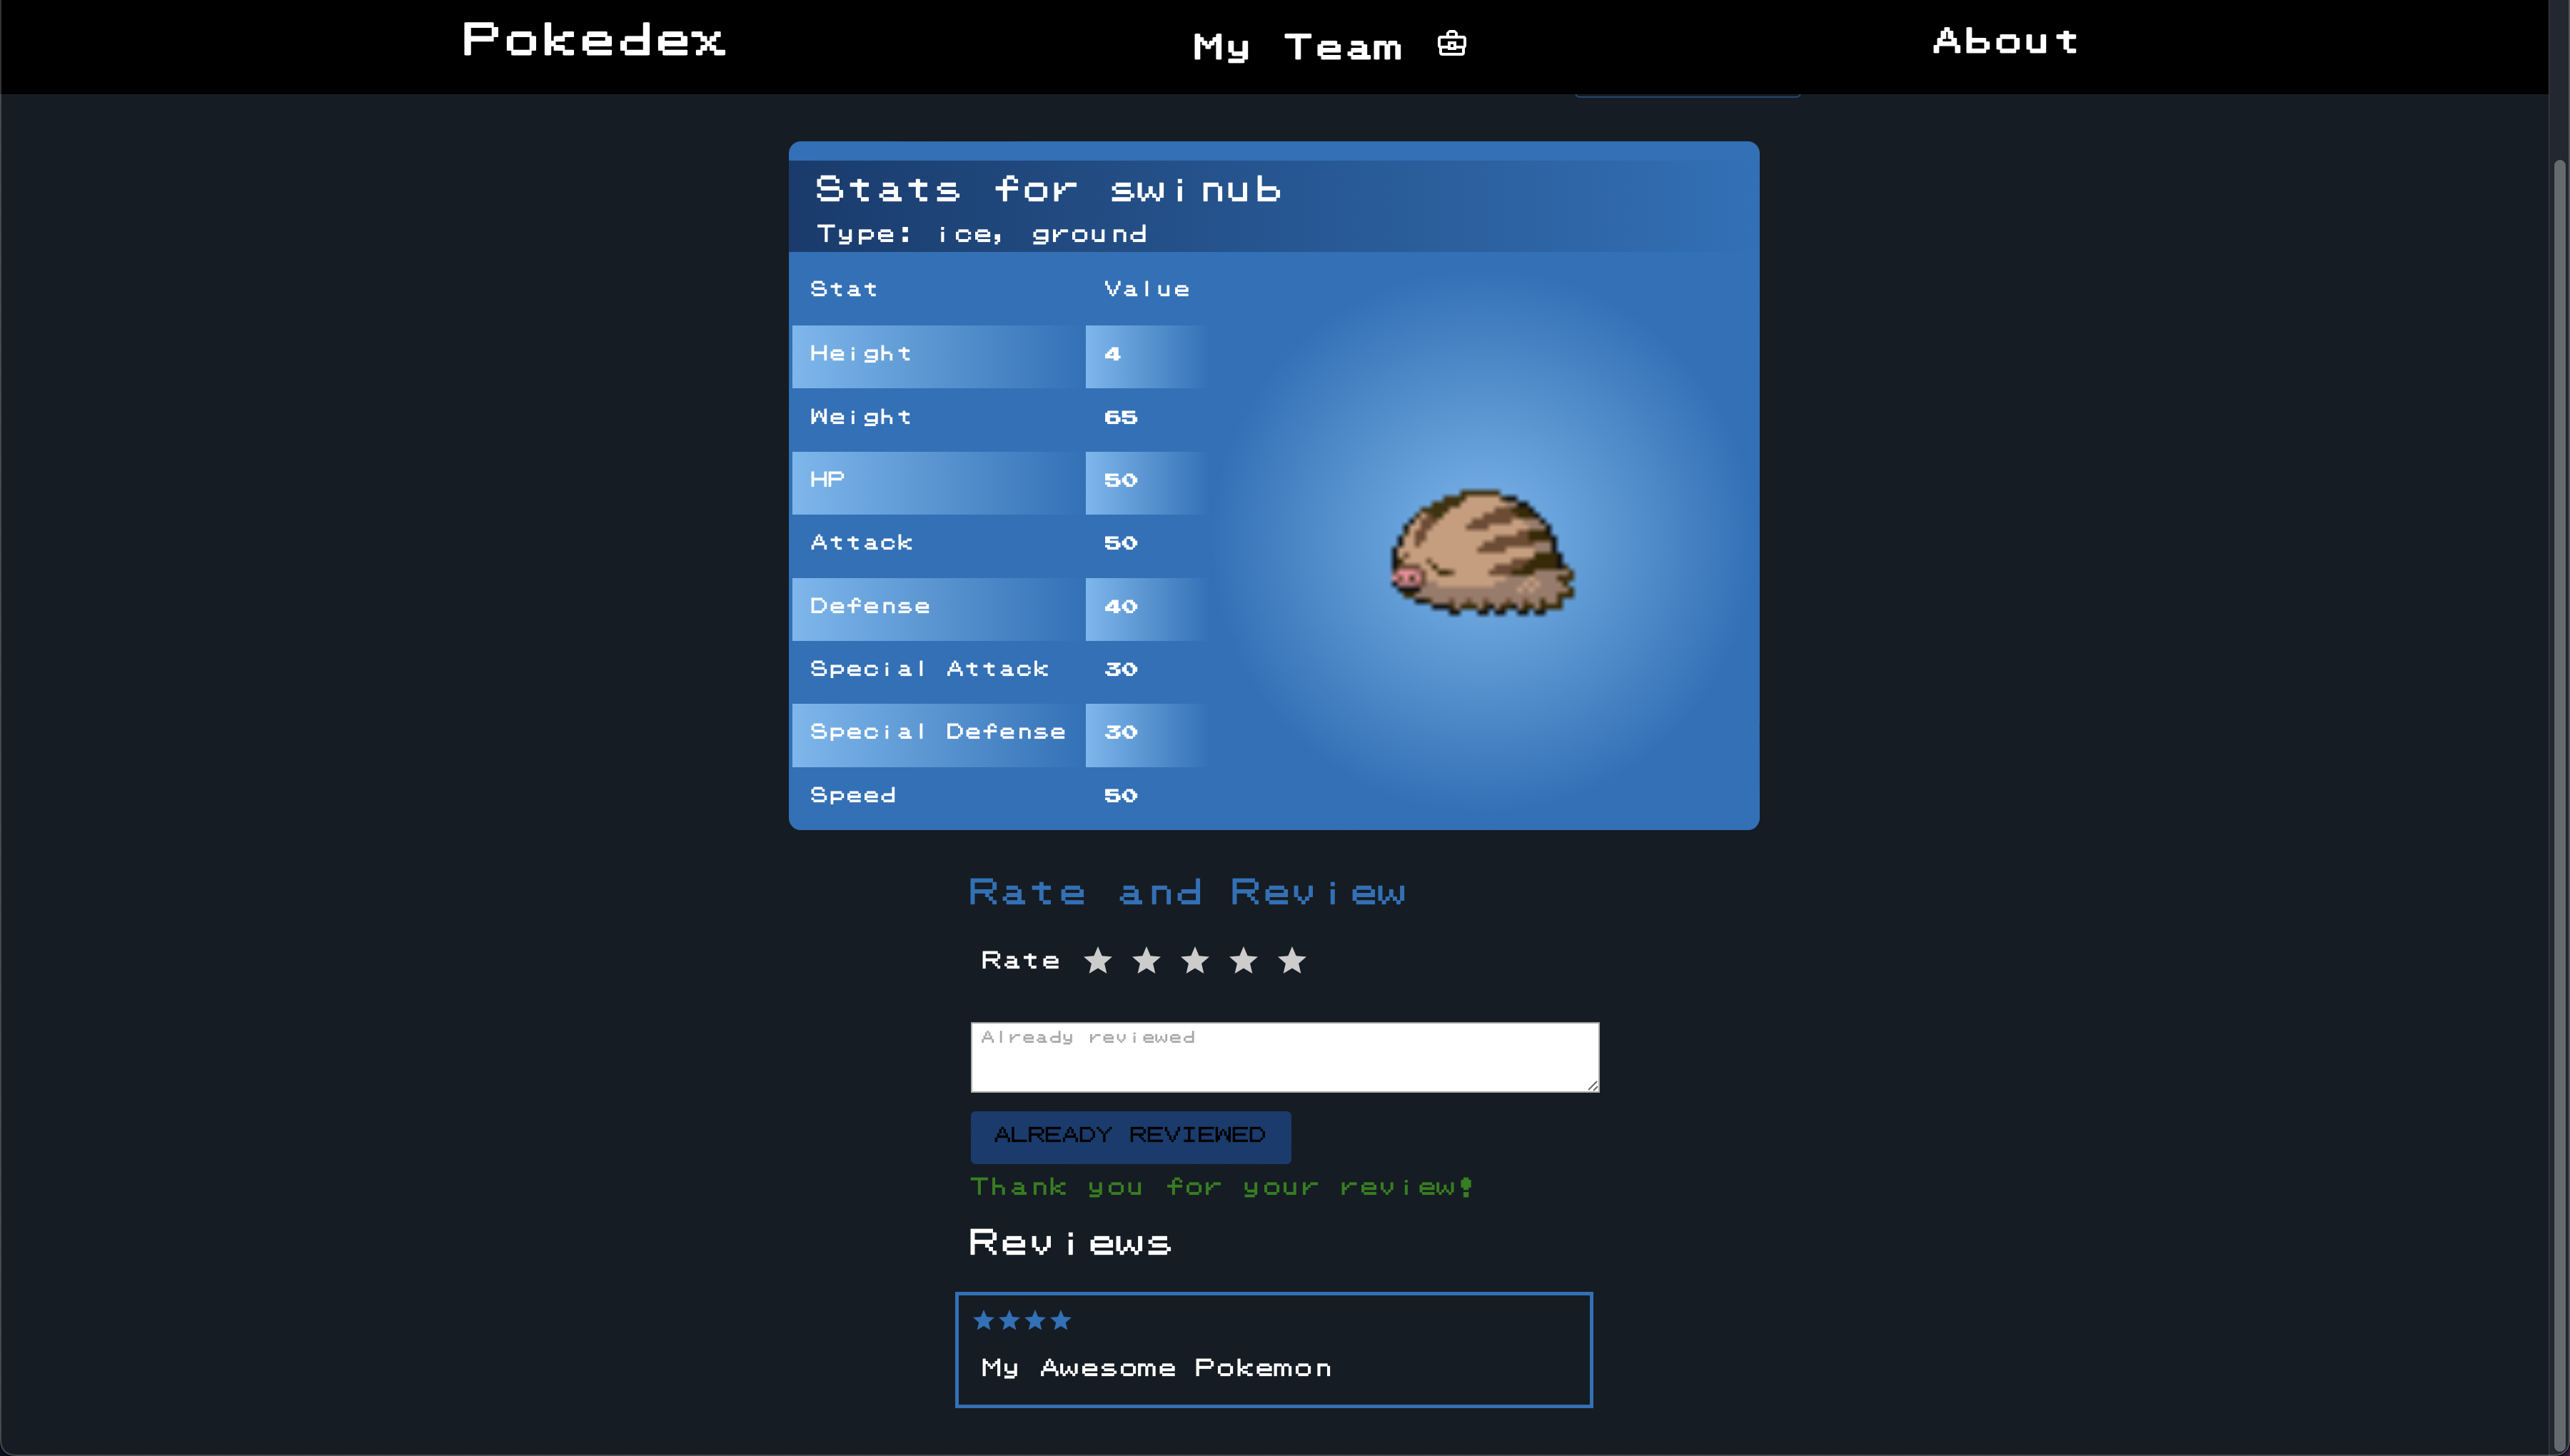 Pokedex My Team About
Stats for swinub
Type: ice, ground
Stat Value
Height 4
Weight 65
HP 50
Attack 50
Defense 40
Special Attack 30
Special Defense 30
Speed 50
Rate and Review
Rate
Already reviewed
ALREADY REVIEWED
Thank you for your review!
Reviews
My Awesome Pokemon